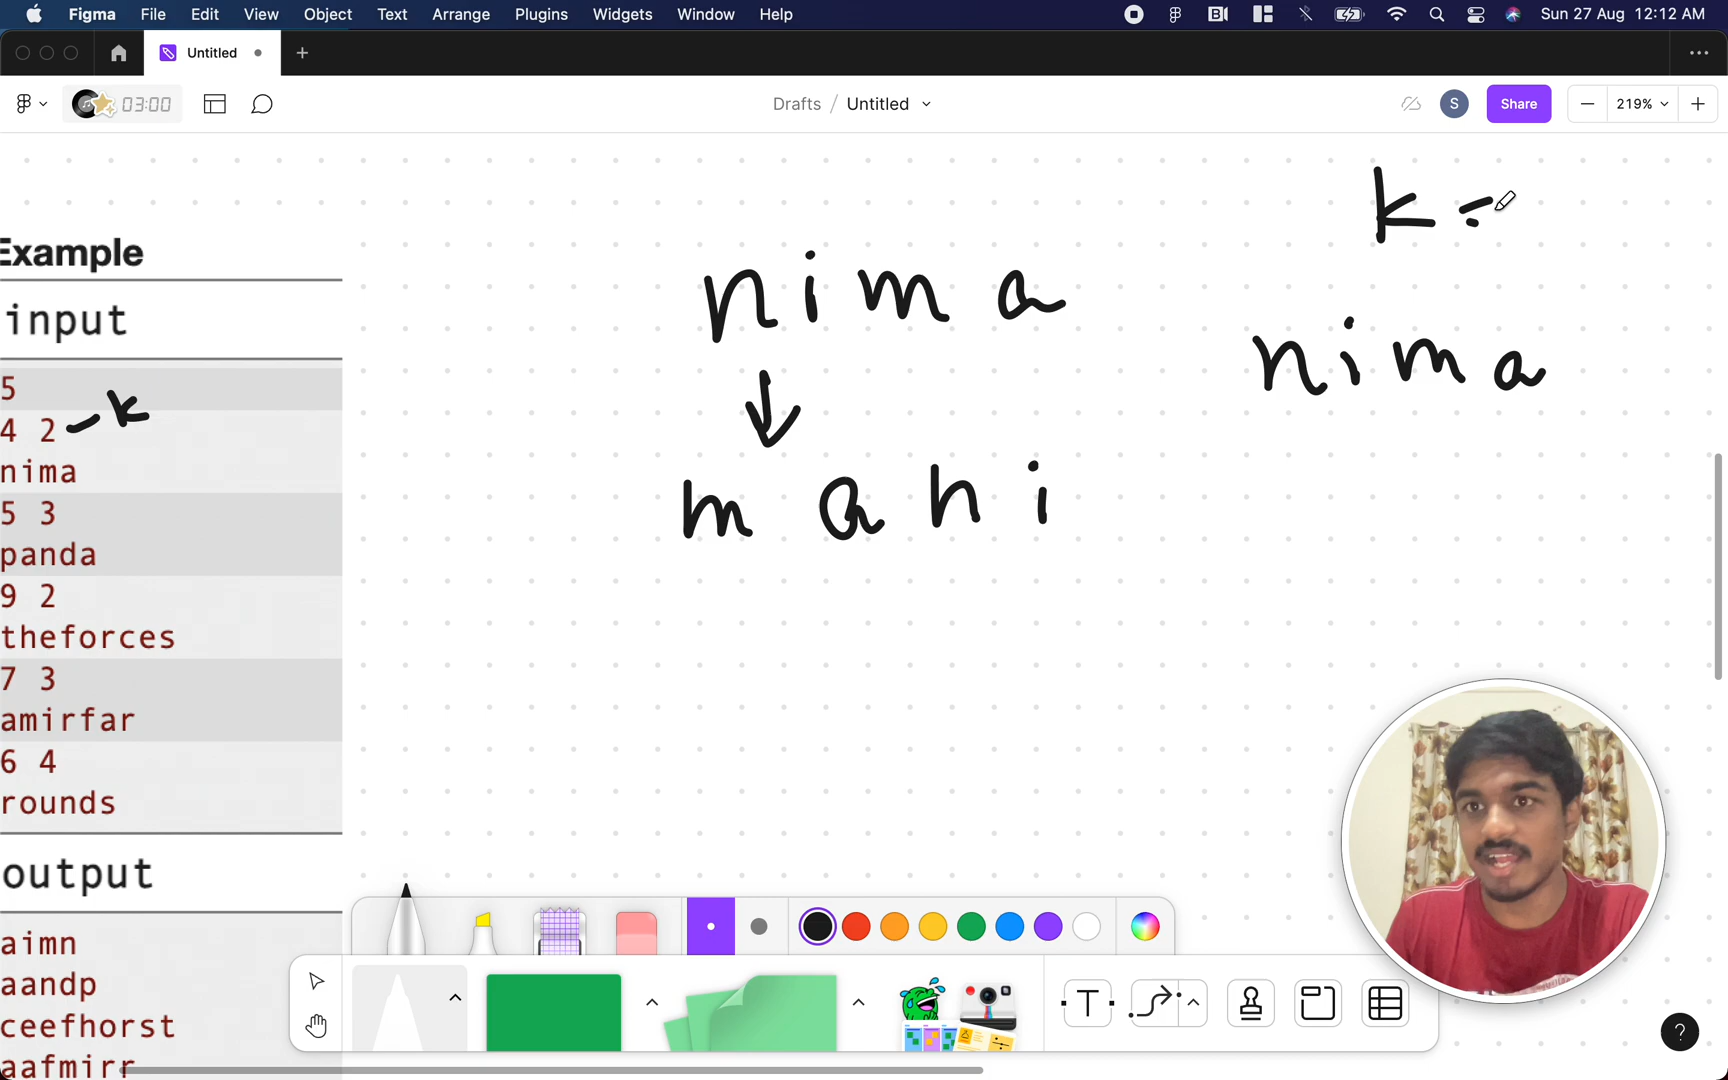 Figma File Edit View Object Text Arrange Plugins Widgets Window Help Sun 27 Aug 12:12 AM
Untitled
03:00 Drafts / Untitled S Share 219%
k =
Example
input
5
4 2 - k
nima
5 3
panda
9 2
theforces
7 3
amirfar
6 4
rounds
output
aimn
aandp
ceefhorst
aafmirr
nima
mani
nima
T
?